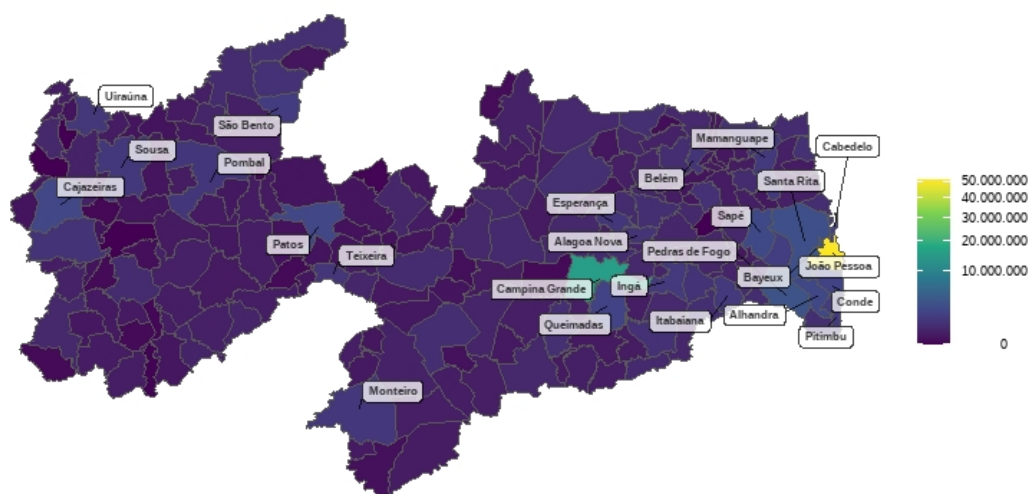 Uiraúna
São Bento
Sousa
Pombal
Cajazeiras
Patos
Teixeira
Mamanguape
Cabedelo
Belém
Santa Rita
Esperança
Sapé
Alagoa Nova
Pedras de Fogo
João Pessoa
Bayeux
Campina Grande
Ingá
Conde
Alhandra
Itabaiana
Queimadas
Pitimbu
Monteiro
50.000.000
40.000.000
30.000.000
20.000.000
10.000.000
0